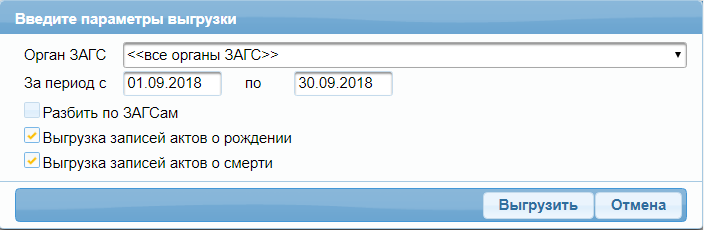 Введите параметры выгрузки
Орган ЗАГС <<все органы ЗАГС>>
За период с 01.09.2018 по 30.09.2018
Разбить по ЗАГСам
Выгрузка записей актов о рождении
Выгрузка записей актов о смерти
Выгрузить Отмена